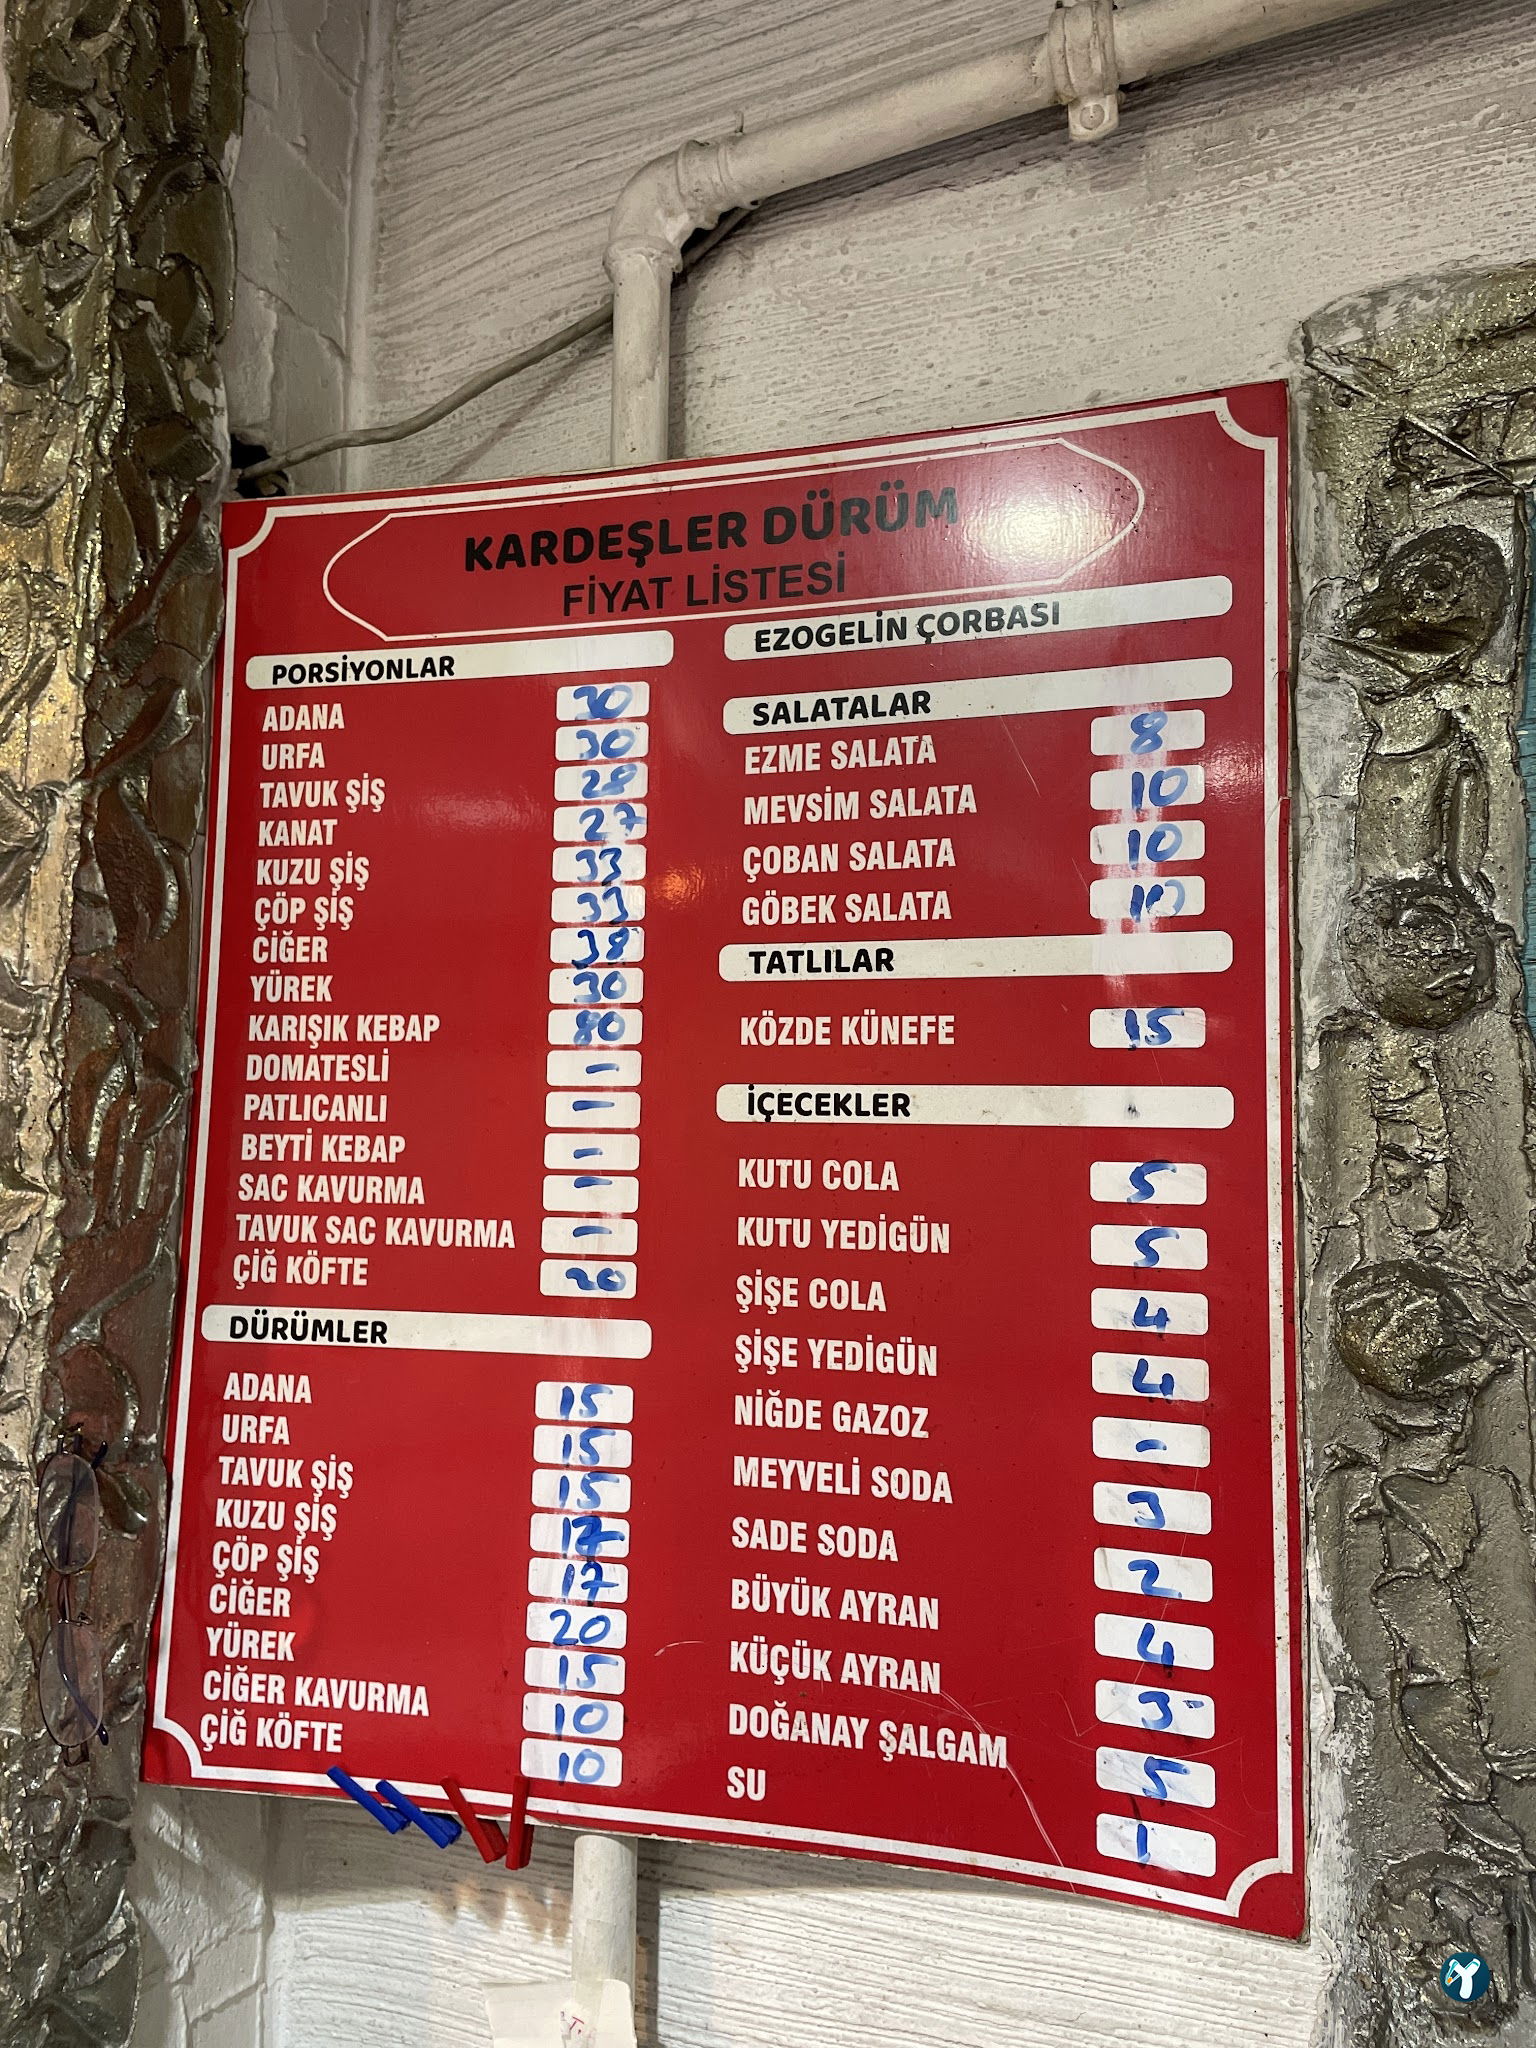 KARDEŞLER DÜRÜM
FİYAT LİSTESİ
PORSİYONLAR
ADANA 30
URFA 30
TAVUK ŞİŞ 28
KANAT 27
KUZU ŞİŞ 33
ÇÖP ŞİŞ 33
CİĞER 38
YÜREK 30
KARIŞIK KEBAP 80
DOMATESLİ -
PATLICANLI -
BEYTİ KEBAP -
SAC KAVURMA -
TAVUK SAC KAVURMA -
ÇİĞ KÖFTE 20
DÜRÜMLER
ADANA 15
URFA 15
TAVUK ŞİŞ 15
KUZU ŞİŞ 17
ÇÖP ŞİŞ 17
CİĞER 20
YÜREK 15
CİĞER KAVURMA 10
ÇİĞ KÖFTE 10
EZOGELİN ÇORBASI
SALATALAR
EZME SALATA 8
MEVSİM SALATA 10
ÇOBAN SALATA 10
GÖBEK SALATA 10
TATLILAR
KÖZDE KÜNEFE 15
İÇECEKLER
KUTU COLA 5
KUTU YEDİGÜN 5
ŞİŞE COLA 4
ŞİŞE YEDİGÜN 4
NİĞDE GAZOZ -
MEYVELİ SODA 3
SADE SODA 2
BÜYÜK AYRAN 4
KÜÇÜK AYRAN 3
DOĞANAY ŞALGAM 5
SU 1